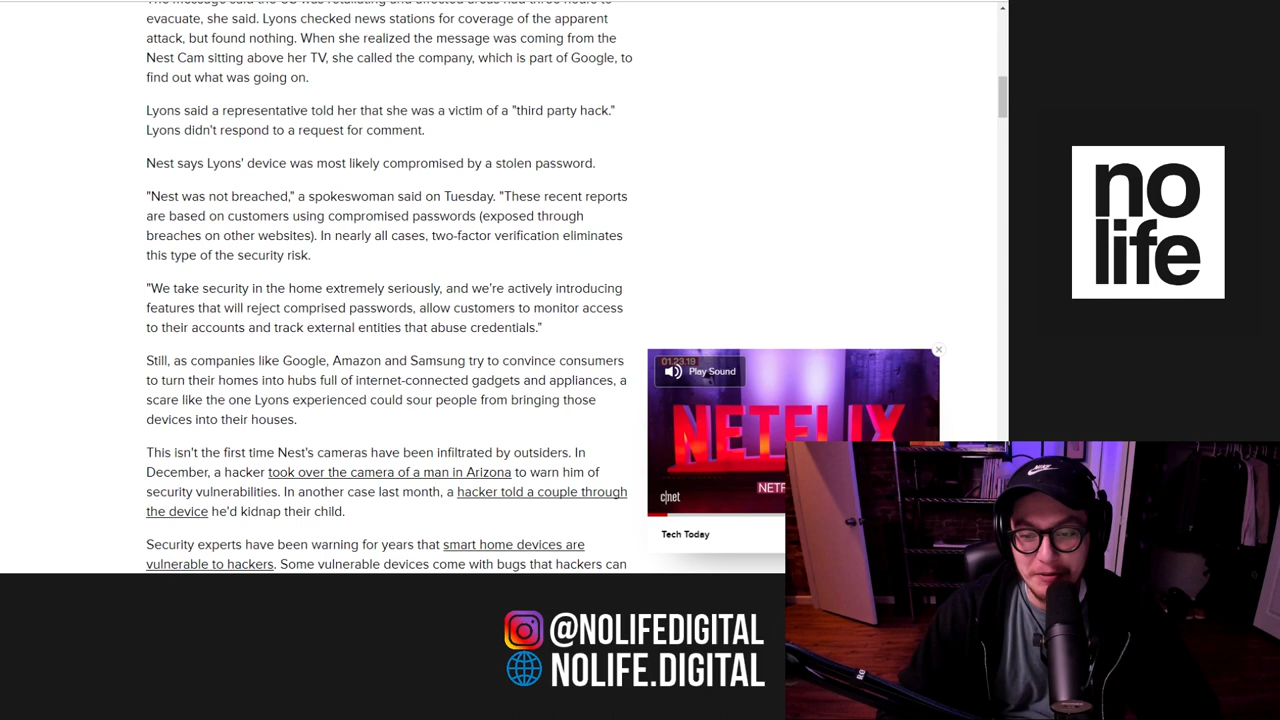 The message said the US was retaliating and affected areas had three hours to
evacuate, she said. Lyons checked news stations for coverage of the apparent
attack, but found nothing. When she realized the message was coming from the
Nest Cam sitting above her TV, she called the company, which is part of Google, to
find out what was going on.
Lyons said a representative told her that she was a victim of a "third party hack."
Lyons didn't respond to a request for comment.
Nest says Lyons' device was most likely compromised by a stolen password.
"Nest was not breached," a spokeswoman said on Tuesday. "These recent reports
are based on customers using compromised passwords (exposed through
breaches on other websites). In nearly all cases, two-factor verification eliminates
this type of the security risk.
"We take security in the home extremely seriously, and we're actively introducing
features that will reject comprised passwords, allow customers to monitor access
to their accounts and track external entities that abuse credentials."
Still, as companies like Google, Amazon and Samsung try to convince consumers
to turn their homes into hubs full of internet-connected gadgets and appliances, a
scare like the one Lyons experienced could sour people from bringing those
devices into their houses.
This isn't the first time Nest's cameras have been infiltrated by outsiders. In
December, a hacker took over the camera of a man in Arizona to warn him of
security vulnerabilities. In another case last month, a hacker told a couple through
the device he'd kidnap their child.
Security experts have been warning for years that smart home devices are
vulnerable to hackers. Some vulnerable devices come with bugs that hackers can
01.23.19
Play Sound
NETFLIX
NETF
c|net
Tech Today
no
life
@NOLIFEDIGITAL
NOLIFE.DIGITAL